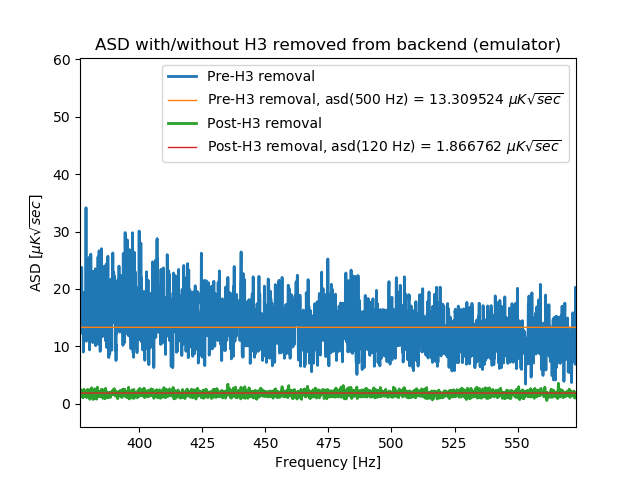 ASD with/without H3 removed from backend (emulator)
Pre-H3 removal
Pre-H3 removal, asd(500 Hz) = 13.309524 μK√sec
Post-H3 removal
Post-H3 removal, asd(120 Hz) = 1.866762 μK√sec
ASD [μK√sec]
60
50
40
30
20
10
0
400 425 450 475 500 525 550
Frequency [Hz]